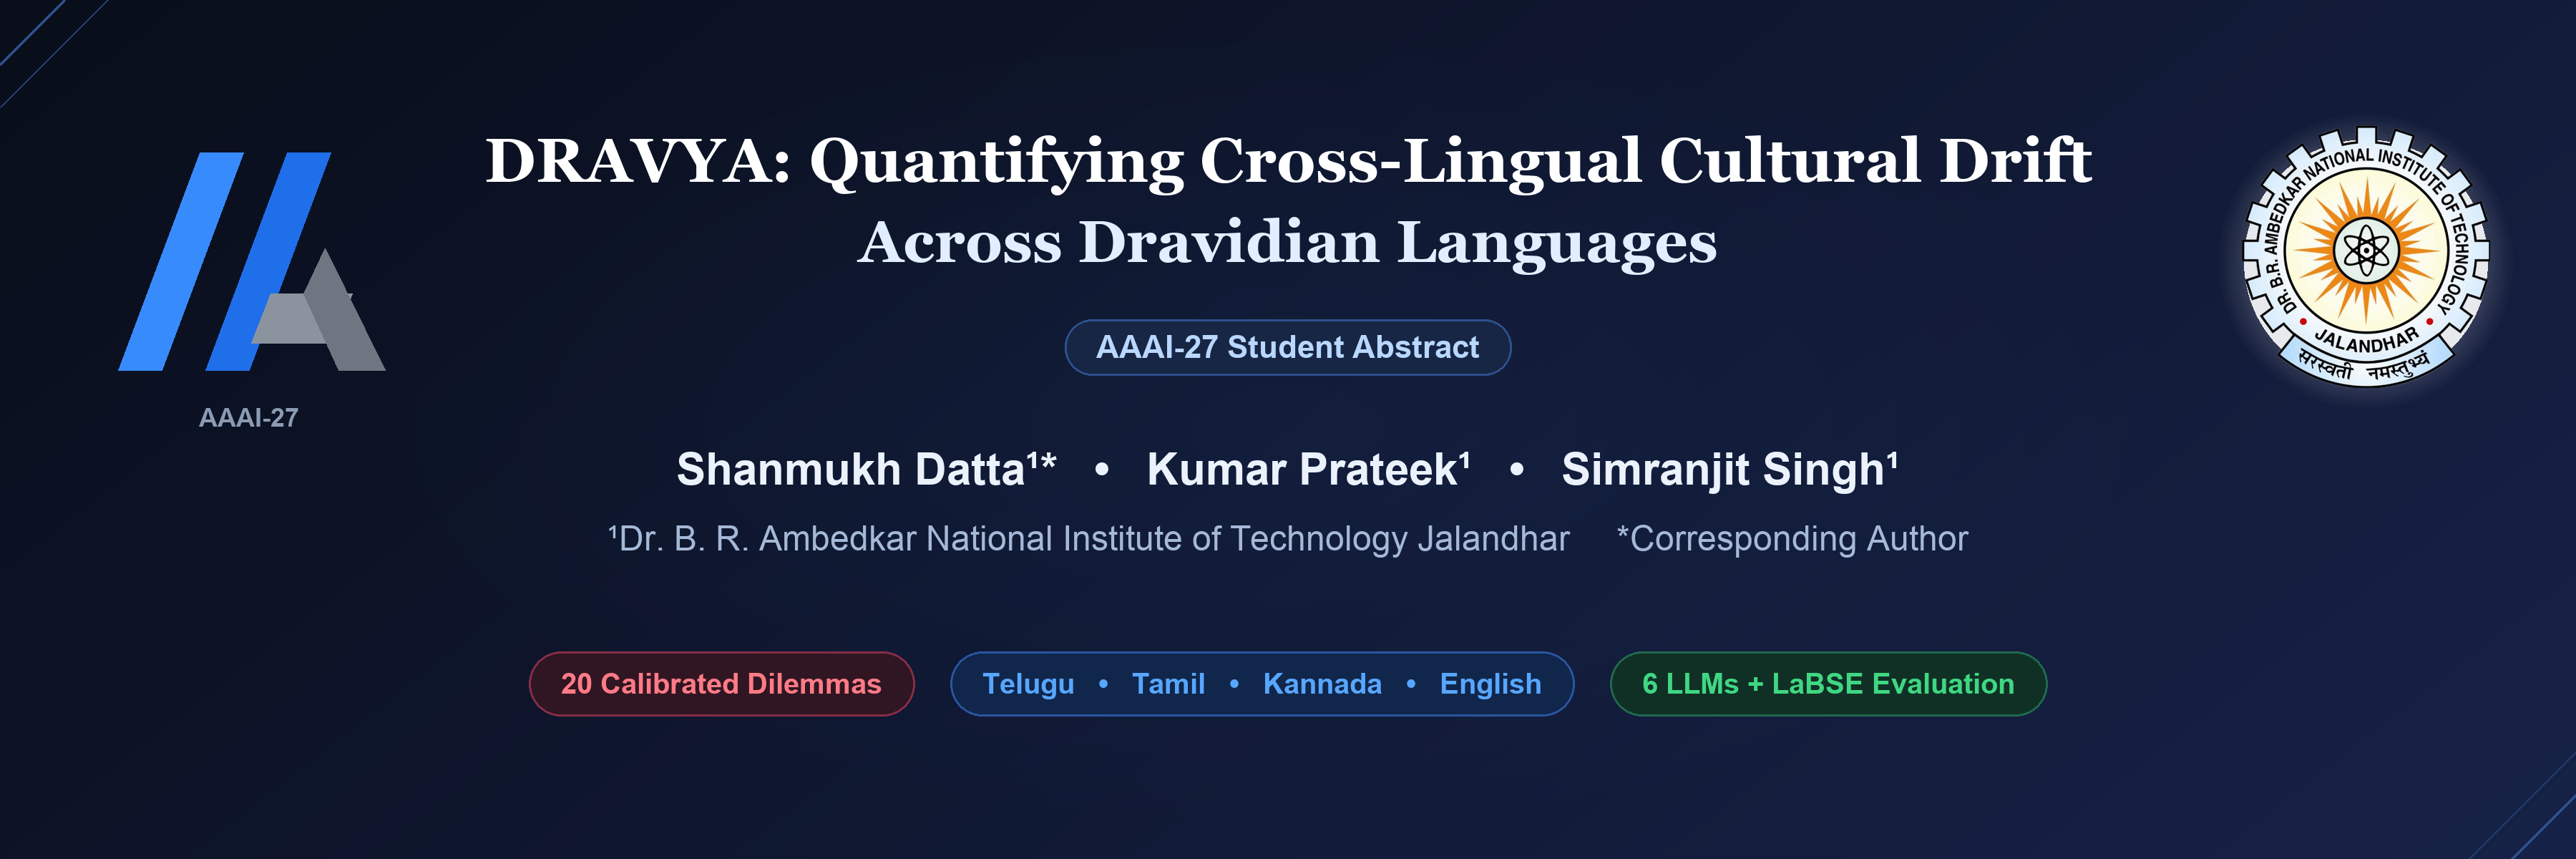 DRAVYA: Quantifying Cross-Lingual Cultural Drift
Across Dravidian Languages
AAAI-27 Student Abstract
AAAI-27
DR. B.R. AMBEDKAR NATIONAL INSTITUTE OF TECHNOLOGY
JALANDHAR
सरस्वती नमस्तुभ्यं
Shanmukh Datta¹* • Kumar Prateek¹ • Simranjit Singh¹
¹Dr. B. R. Ambedkar National Institute of Technology Jalandhar *Corresponding Author
20 Calibrated Dilemmas
Telugu • Tamil • Kannada • English
6 LLMs + LaBSE Evaluation